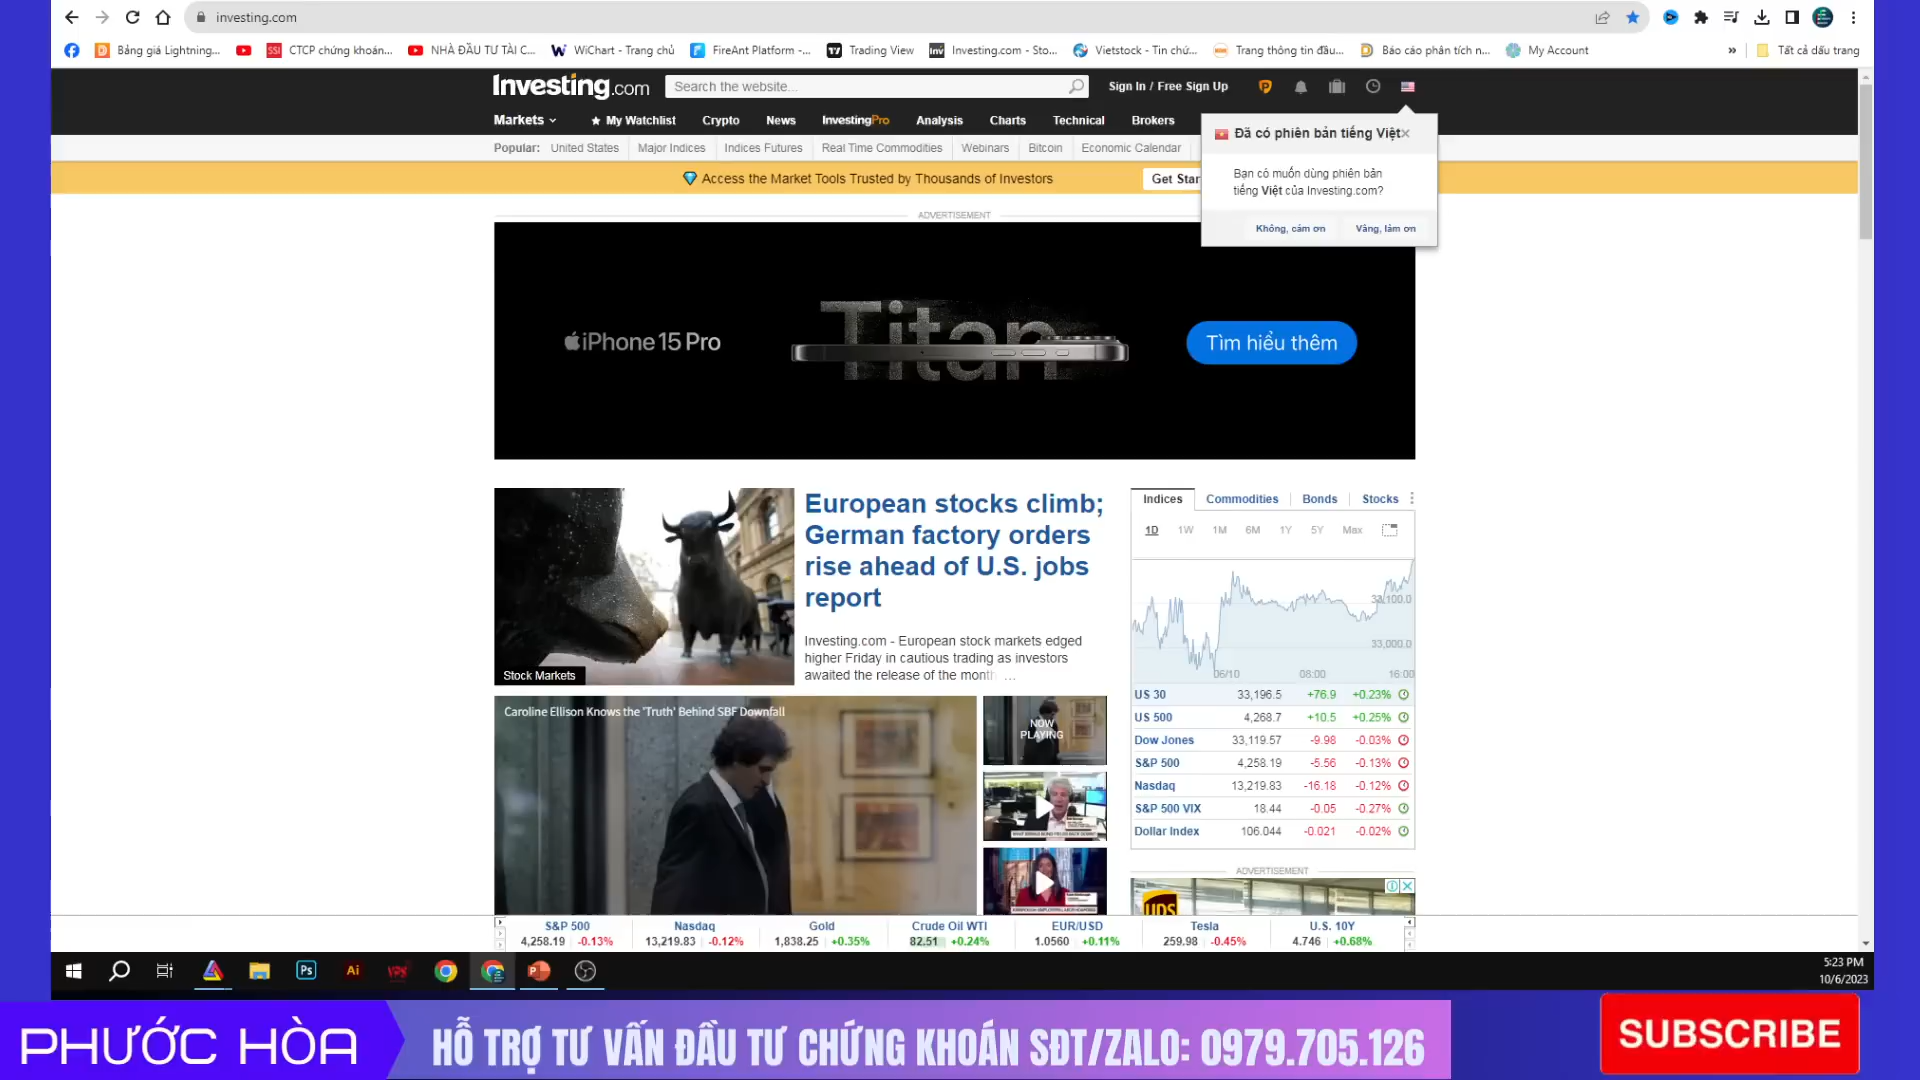 investing.com
Bảng giá Lightning...
CTCP chứng khoán...
NHÀ ĐẦU TƯ TÀI C...
WiChart - Trang chủ
FireAnt Platform -...
Trading View
Investing.com - Sto...
Vietstock - Tin chứ...
Trang thông tin đầu...
Báo cáo phân tích n...
My Account
»
Tất cả dấu trang
Investing.com
Search the website...
Sign In / Free Sign Up
Markets
My Watchlist
Crypto
News
InvestingPro
Analysis
Charts
Technical
Brokers
Popular:
United States
Major Indices
Indices Futures
Real Time Commodities
Webinars
Bitcoin
Economic Calendar
Đã có phiên bản tiếng Việt
Bạn có muốn dùng phiên bản
tiếng Việt của Investing.com?
Không, cám ơn
Vâng, làm ơn
Access the Market Tools Trusted by Thousands of Investors
Get Star
ADVERTISEMENT
iPhone 15 Pro
Titan
Tìm hiểu thêm
European stocks climb;
German factory orders
rise ahead of U.S. jobs
report
Investing.com - European stock markets edged
higher Friday in cautious trading as investors
awaited the release of the month ...
Stock Markets
Caroline Ellison Knows the 'Truth' Behind SBF Downfall
NOW
PLAYING
Indices
Commodities
Bonds
Stocks
1D 1W 1M 6M 1Y 5Y Max
33,100.0
33,000.0
06/10 08:00 16:00
US 30 33,196.5 +76.9 +0.23%
US 500 4,268.7 +10.5 +0.25%
Dow Jones 33,119.57 -9.98 -0.03%
S&P 500 4,258.19 -5.56 -0.13%
Nasdaq 13,219.83 -16.18 -0.12%
S&P 500 VIX 18.44 -0.05 -0.27%
Dollar Index 106.044 -0.021 -0.02%
ADVERTISEMENT
ups
S&P 500
4,258.19 -0.13%
Nasdaq
13,219.83 -0.12%
Gold
1,838.25 +0.35%
Crude Oil WTI
82.51 +0.24%
EUR/USD
1.0560 +0.11%
Tesla
259.98 -0.45%
U.S. 10Y
4.746 +0.68%
Ps
Ai
5:23 PM
10/6/2023
PHƯỚC HÒA
HỖ TRỢ TƯ VẤN ĐẦU TƯ CHỨNG KHOÁN SĐT/ZALO: 0979.705.126
SUBSCRIBE